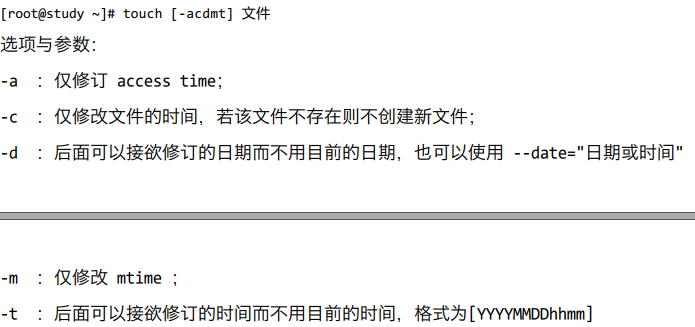 [root@study ~]# touch [-acdmt] 文件
选项与参数：
-a ：仅修订 access time；
-c ：仅修改文件的时间，若该文件不存在则不创建新文件；
-d ：后面可以接欲修订的日期而不用目前的日期，也可以使用 --date="日期或时间"
-m ：仅修改 mtime ；
-t ：后面可以接欲修订的时间而不用目前的时间，格式为[YYYYMMDDhhmm]